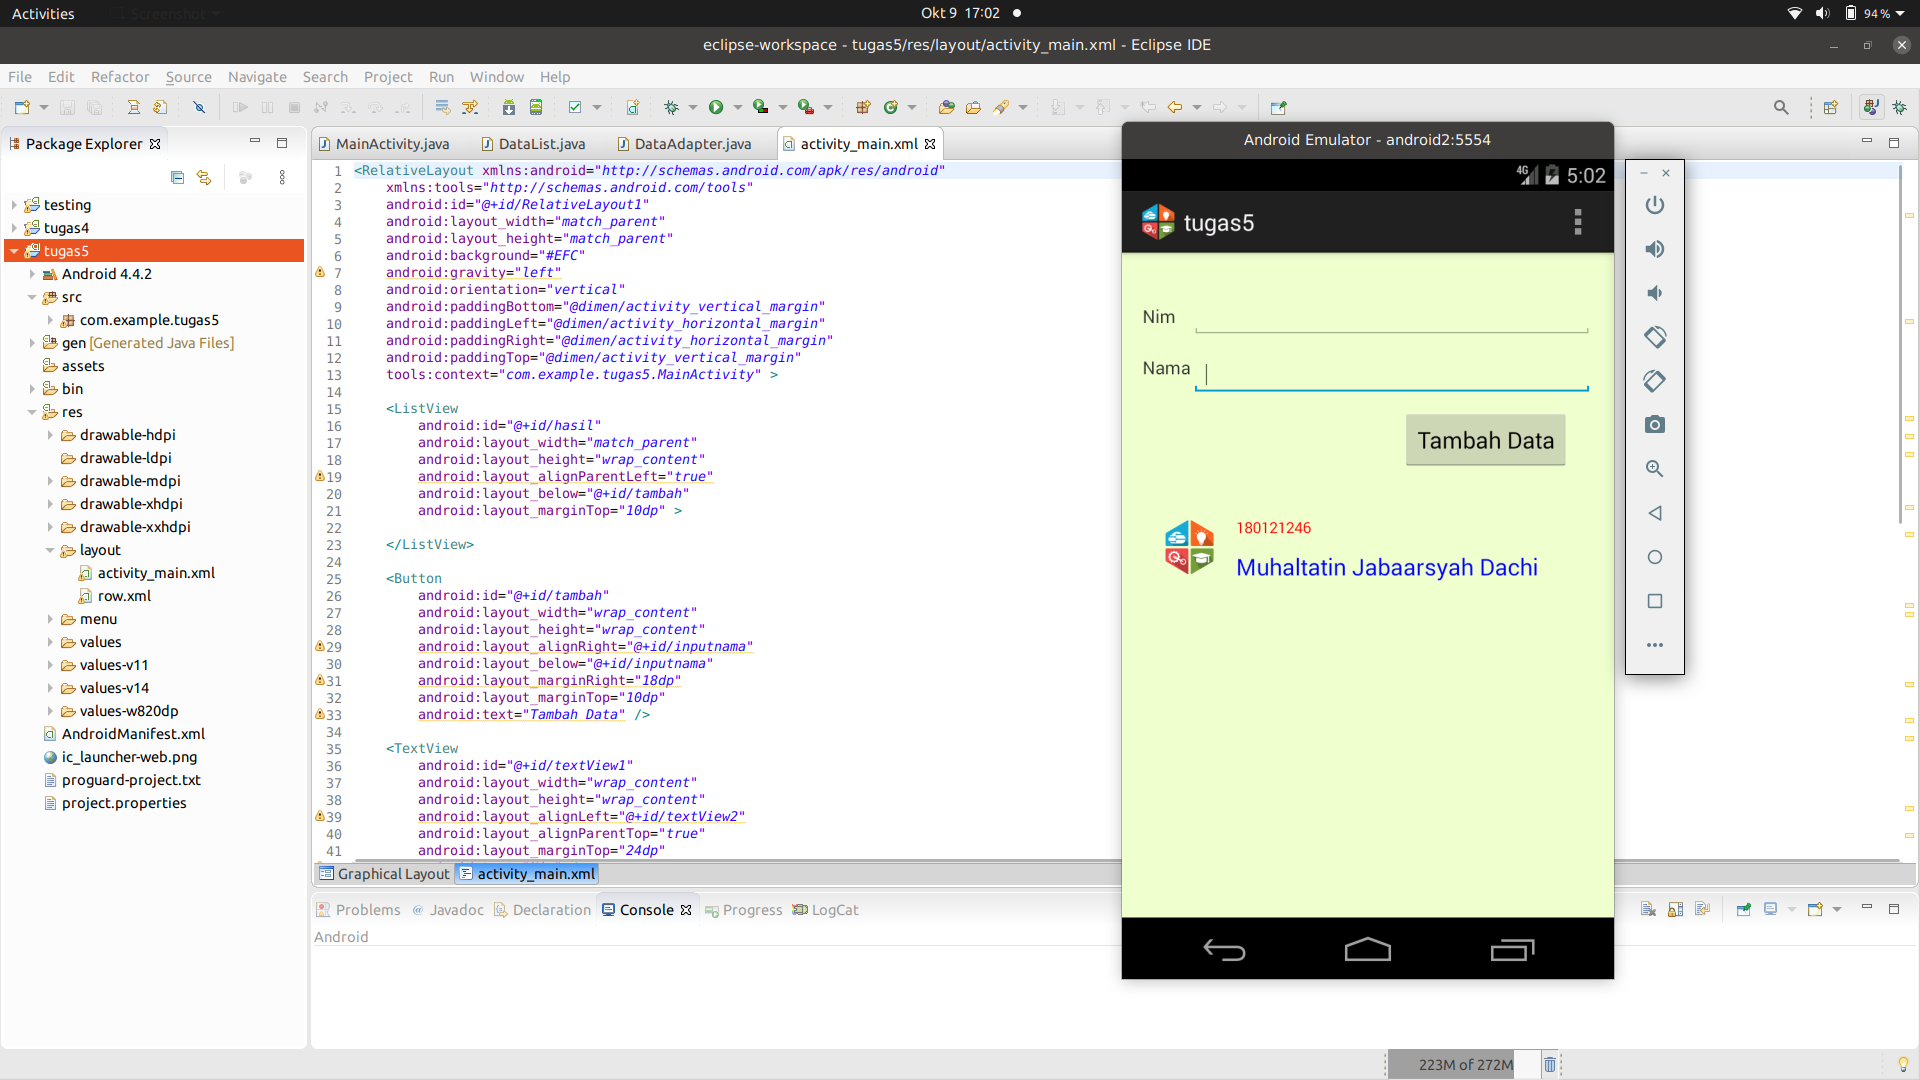 Activities
Screenshot
Okt 9 17:02
94 %
eclipse-workspace - tugas5/res/layout/activity_main.xml - Eclipse IDE
File Edit Refactor Source Navigate Search Project Run Window Help
Package Explorer
testing
tugas4
tugas5
Android 4.4.2
src
com.example.tugas5
gen [Generated Java Files]
assets
bin
res
drawable-hdpi
drawable-ldpi
drawable-mdpi
drawable-xhdpi
drawable-xxhdpi
layout
activity_main.xml
row.xml
menu
values
values-v11
values-v14
values-w820dp
AndroidManifest.xml
ic_launcher-web.png
proguard-project.txt
project.properties
MainActivity.java DataList.java DataAdapter.java activity_main.xml
1 <RelativeLayout xmlns:android="http://schemas.android.com/apk/res/android"
2 xmlns:tools="http://schemas.android.com/tools"
3 android:id="@+id/RelativeLayout1"
4 android:layout_width="match_parent"
5 android:layout_height="match_parent"
6 android:background="#EFC"
7 android:gravity="left"
8 android:orientation="vertical"
9 android:paddingBottom="@dimen/activity_vertical_margin"
10 android:paddingLeft="@dimen/activity_horizontal_margin"
11 android:paddingRight="@dimen/activity_horizontal_margin"
12 android:paddingTop="@dimen/activity_vertical_margin"
13 tools:context="com.example.tugas5.MainActivity" >
14
15 <ListView
16 android:id="@+id/hasil"
17 android:layout_width="match_parent"
18 android:layout_height="wrap_content"
19 android:layout_alignParentLeft="true"
20 android:layout_below="@+id/tambah"
21 android:layout_marginTop="10dp" >
22
23 </ListView>
24
25 <Button
26 android:id="@+id/tambah"
27 android:layout_width="wrap_content"
28 android:layout_height="wrap_content"
29 android:layout_alignRight="@+id/inputnama"
30 android:layout_below="@+id/inputnama"
31 android:layout_marginRight="18dp"
32 android:layout_marginTop="10dp"
33 android:text="Tambah Data" />
34
35 <TextView
36 android:id="@+id/textView1"
37 android:layout_width="wrap_content"
38 android:layout_height="wrap_content"
39 android:layout_alignLeft="@+id/textView2"
40 android:layout_alignParentTop="true"
41 android:layout_marginTop="24dp"
Graphical Layout activity_main.xml
Problems Javadoc Declaration Console Progress LogCat
Android
Android Emulator - android2:5554
4G 5:02
tugas5
Nim
Nama
Tambah Data
180121246
Muhaltatin Jabaarsyah Dachi
223M of 272M